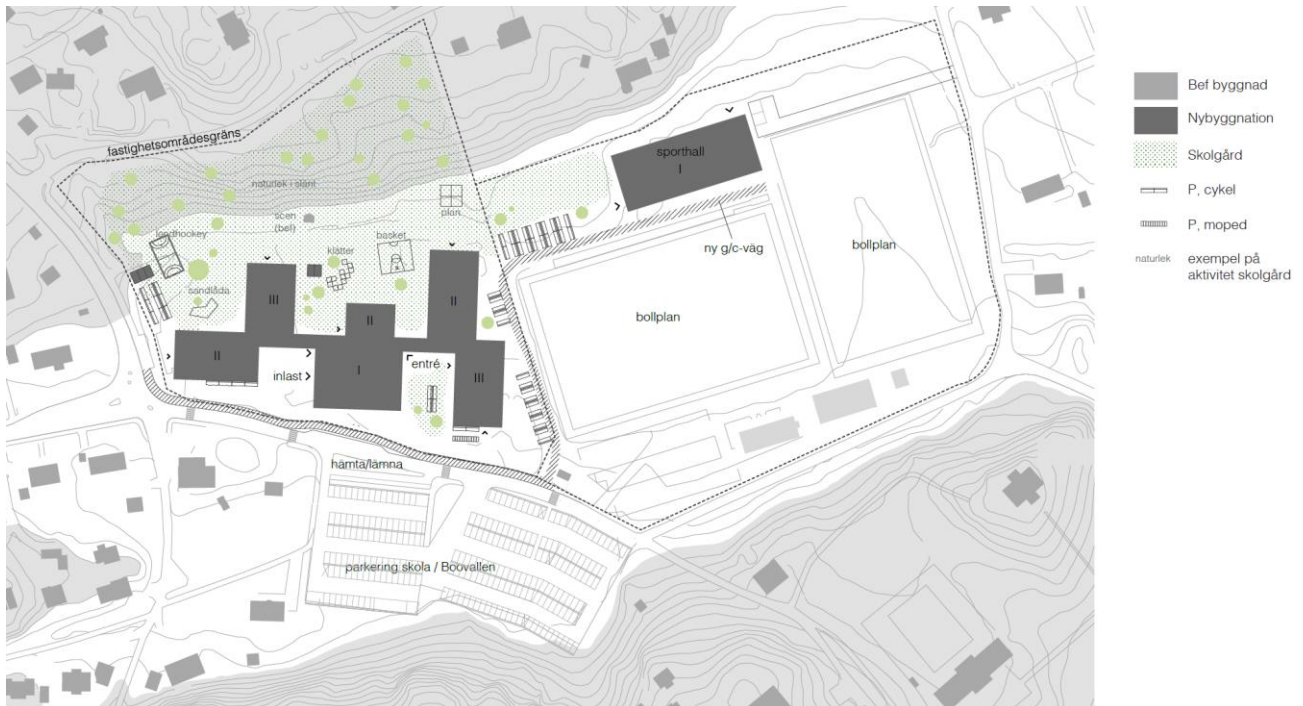 fastighetsområdesgräns
naturlek i slänt
scen
(bel)
plan
landhockey
klätter
basket
sandlåda
sporthall
I
ny g/c-väg
bollplan
bollplan
III
II
II
II
I
III
inlast
entré
hämta/lämna
parkering skola / Boovallen
Bef byggnad
Nybyggnation
Skolgård
P, cykel
P, moped
naturlek
exempel på
aktivitet skolgård